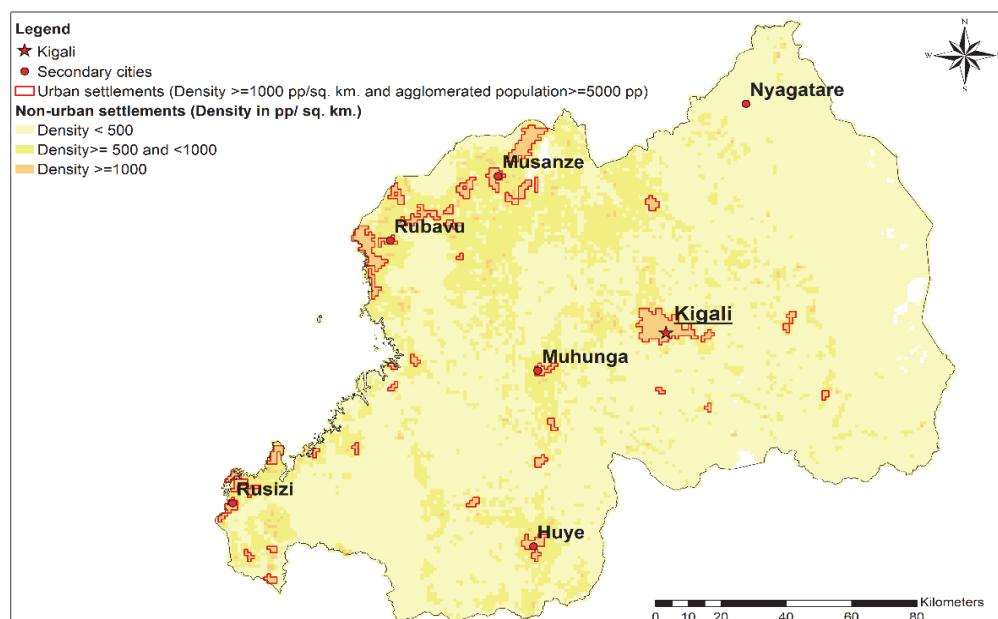 Legend
Kigali
Secondary cities
Urban settlements (Density >=1000 pp/sq. km. and agglomerated population>=5000 pp)
Non-urban settlements (Density in pp/ sq. km.)
Density < 500
Density>= 500 and <1000
Density >=1000
N
W
S
Nyagatare
Musanze
Rubavu
Kigali
Muhunga
Rusizi
Huye
Kilometers
0 10 20 40 60 80